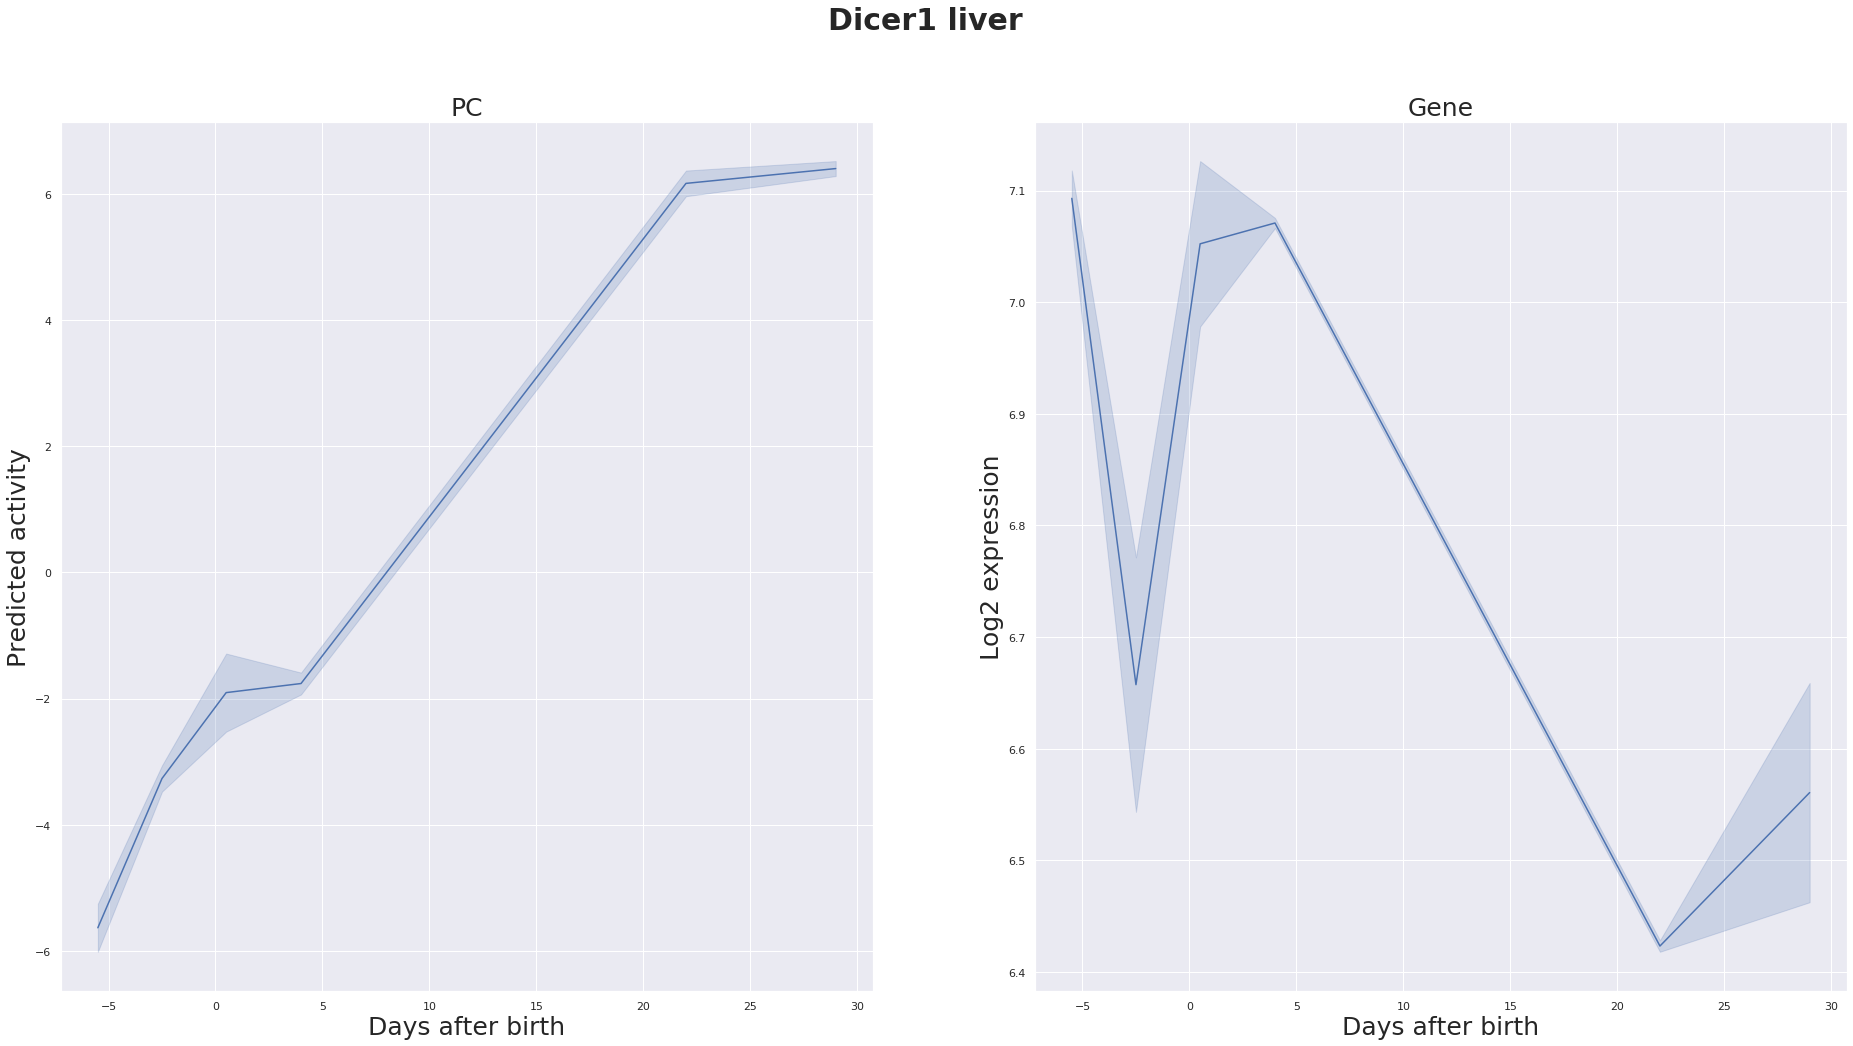 Dicer1 liver
PC
Predicted activity
6
4
2
0
−2
−4
−6
−5 0 5 10 15 20 25 30
Days after birth
Gene
Log2 expression
7.1
7.0
6.9
6.8
6.7
6.6
6.5
6.4
−5 0 5 10 15 20 25 30
Days after birth